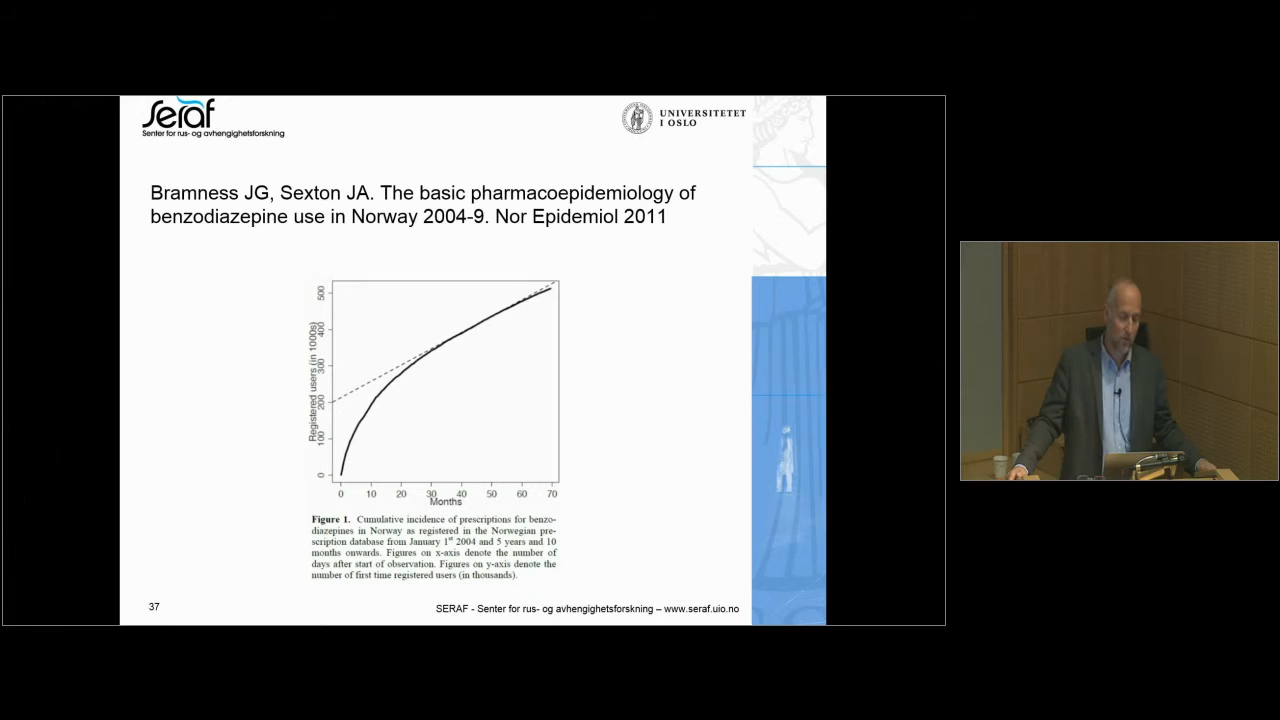 seraf
Senter for rus- og avhengighetsforskning
UNIVERSITETET
I OSLO
Bramness JG, Sexton JA. The basic pharmacoepidemiology of
benzodiazepine use in Norway 2004-9. Nor Epidemiol 2011
Registered users (in 1000s)
500
400
300
200
100
0
0 10 20 30 40 50 60 70
Months
Figure 1. Cumulative incidence of prescriptions for benzo-
diazepines in Norway as registered in the Norwegian pre-
scription database from January 1st 2004 and 5 years and 10
months onwards. Figures on x-axis denote the number of
days after start of observation. Figures on y-axis denote the
number of first time registered users (in thousands).
37
SERAF - Senter for rus- og avhengighetsforskning – www.seraf.uio.no